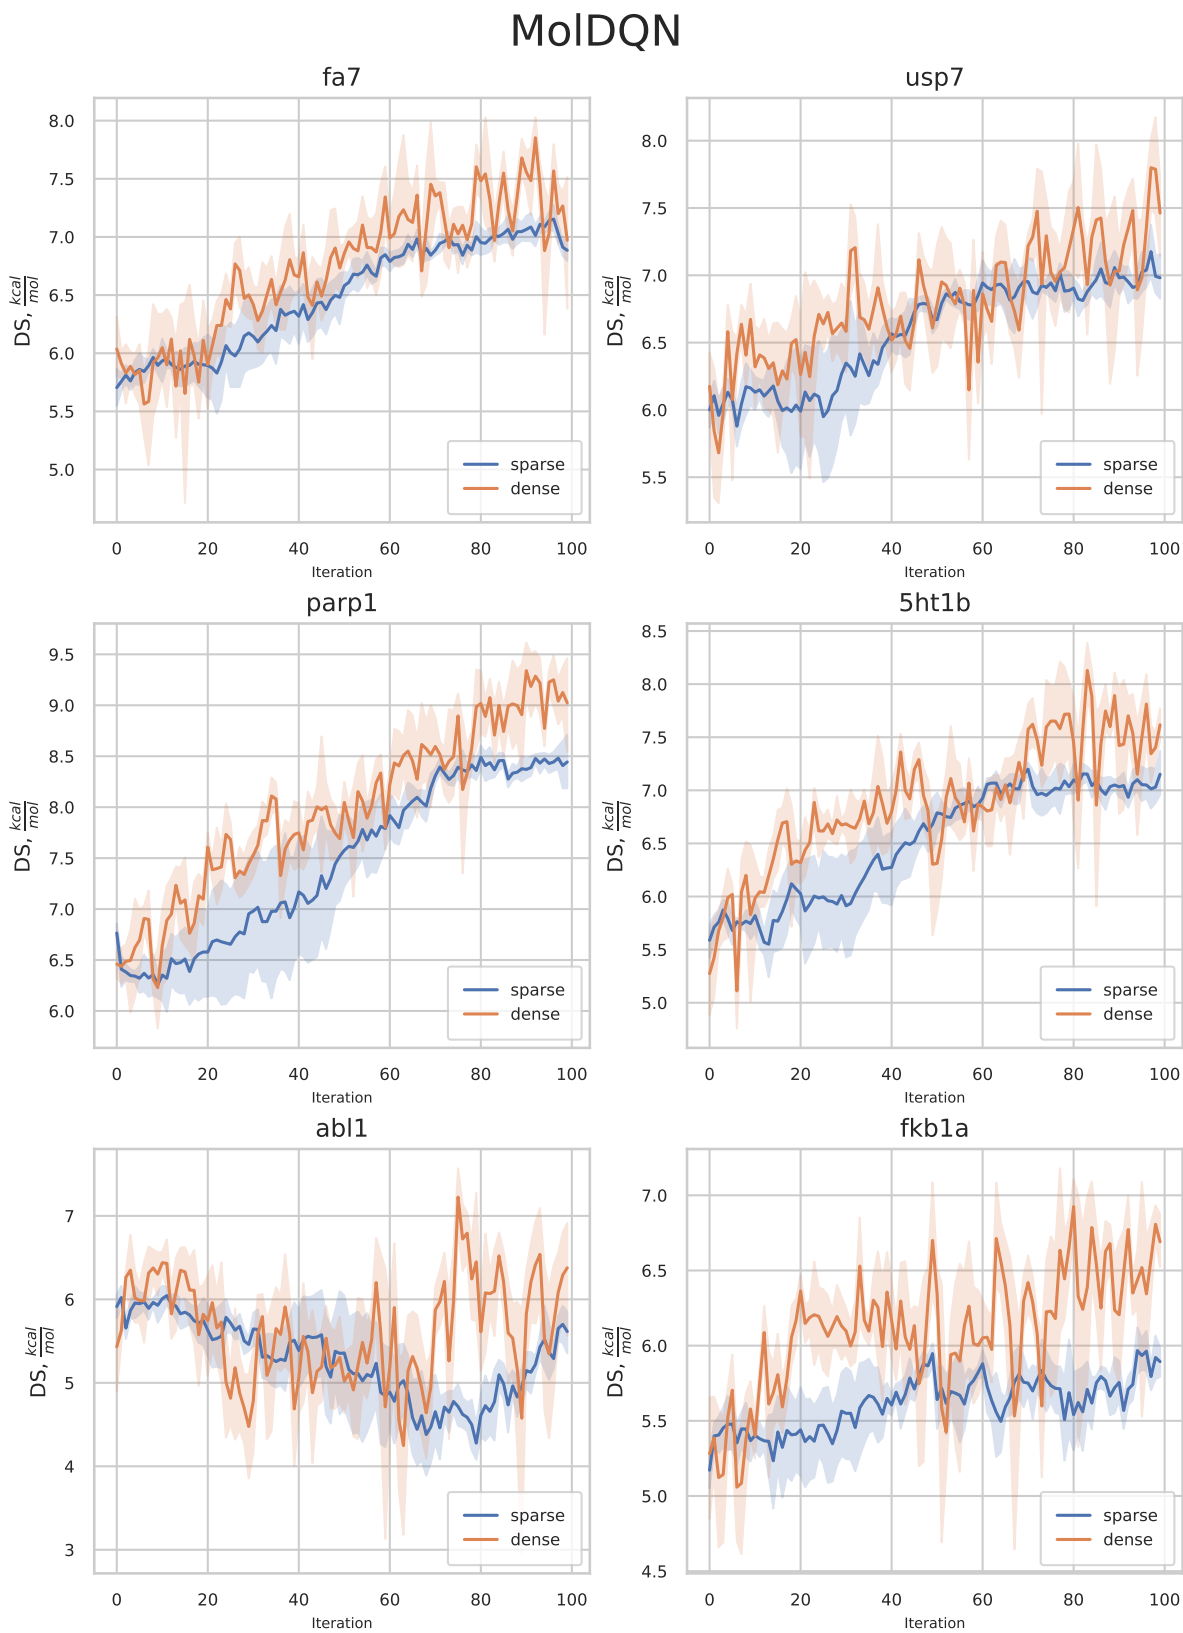 MolDQN
fa7
8.0
7.5
7.0
6.5
6.0
5.5
5.0
DS, kcal/mol
sparse
dense
0 20 40 60 80 100
Iteration
usp7
8.0
7.5
7.0
6.5
6.0
5.5
DS, kcal/mol
sparse
dense
0 20 40 60 80 100
Iteration
parp1
9.5
9.0
8.5
8.0
7.5
7.0
6.5
6.0
DS, kcal/mol
sparse
dense
0 20 40 60 80 100
Iteration
5ht1b
8.5
8.0
7.5
7.0
6.5
6.0
5.5
5.0
DS, kcal/mol
sparse
dense
0 20 40 60 80 100
Iteration
abl1
7
6
5
4
3
DS, kcal/mol
sparse
dense
0 20 40 60 80 100
Iteration
fkb1a
7.0
6.5
6.0
5.5
5.0
4.5
DS, kcal/mol
sparse
dense
0 20 40 60 80 100
Iteration